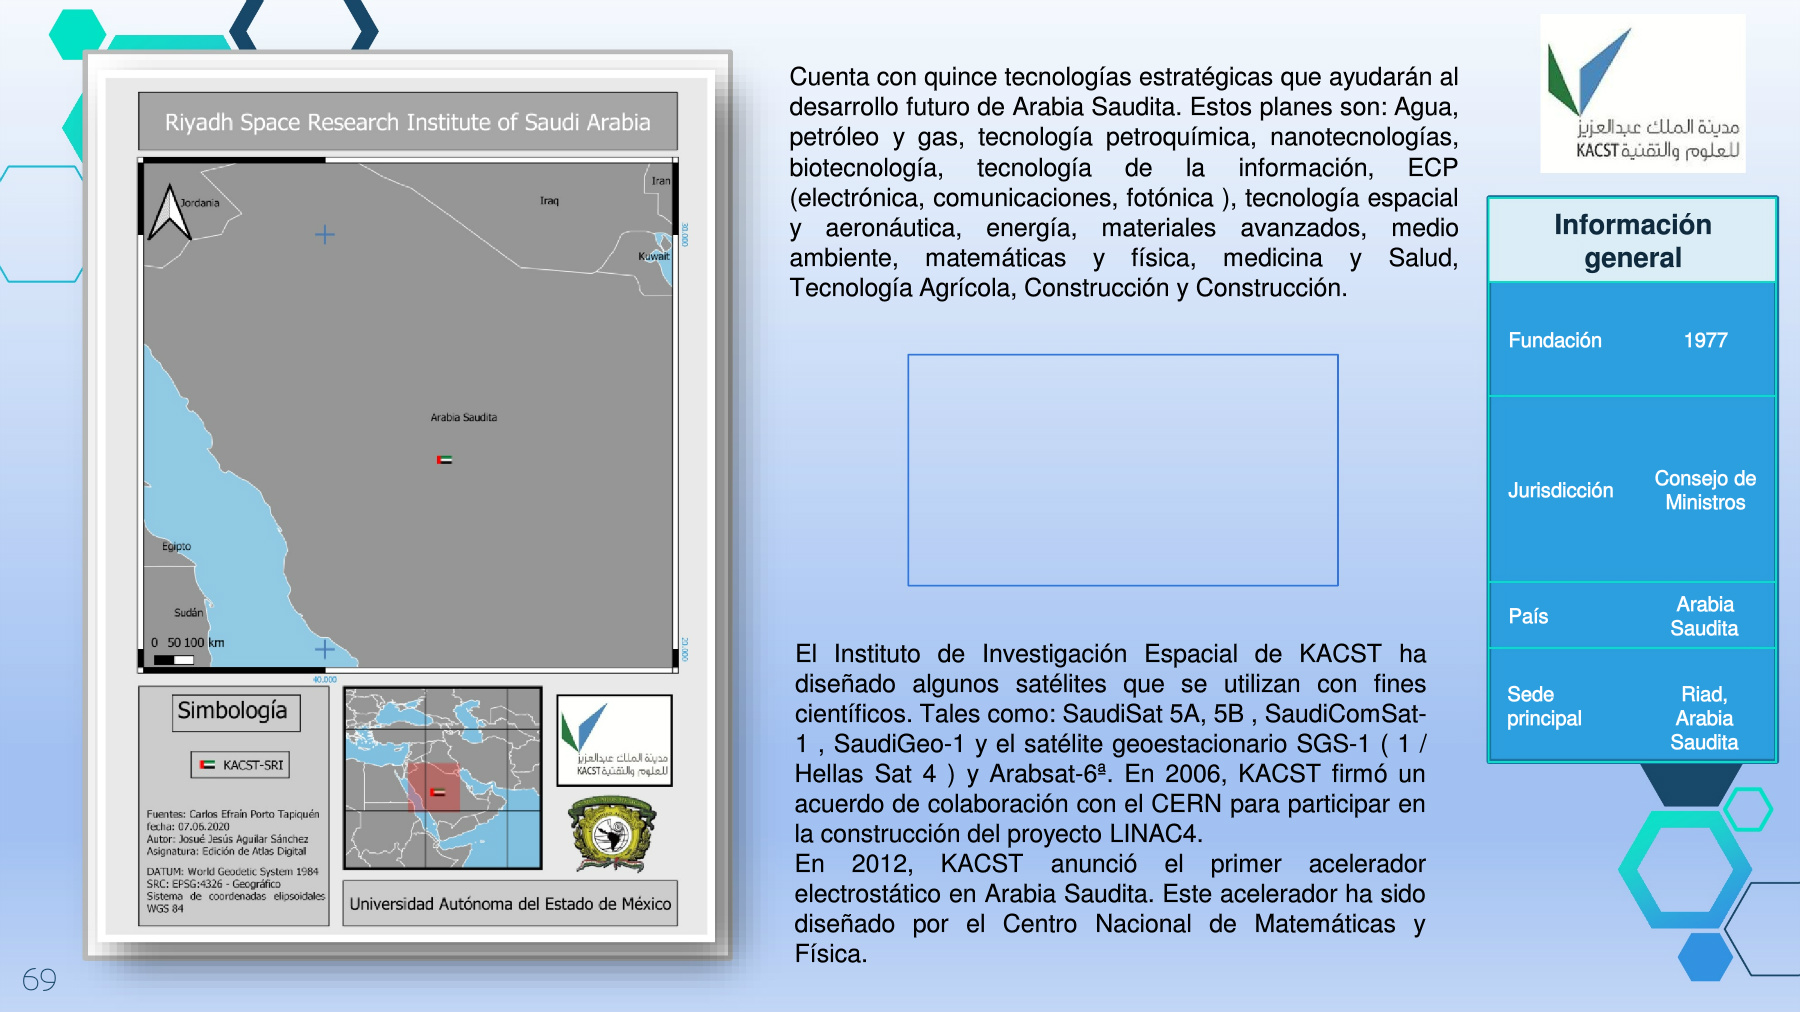 Riyadh Space Research Institute of Saudi Arabia
Jordania
Iraq
Iran
Kuwait
30.000
Arabia Saudita
Egipto
Sudán
0 50 100 km
20.000
40.000
Simbología
KACST-SRI
Fuentes: Carlos Efraín Porto Tapiquén
fecha: 07.06.2020
Autor: Josué Jesús Aguilar Sánchez
Asignatura: Edición de Atlas Digital
DATUM: World Geodetic System 1984
SRC: EPSG:4326 - Geográfico
Sistema de coordenadas elipsoidales
WGS 84
مدينة الملك عبدالعزيز
للعلوم والتقنية KACST
Universidad Autónoma del Estado de México
69
Cuenta con quince tecnologías estratégicas que ayudarán al
desarrollo futuro de Arabia Saudita. Estos planes son: Agua,
petróleo y gas, tecnología petroquímica, nanotecnologías,
biotecnología, tecnología de la información, ECP
(electrónica, comunicaciones, fotónica ), tecnología espacial
y aeronáutica, energía, materiales avanzados, medio
ambiente, matemáticas y física, medicina y Salud,
Tecnología Agrícola, Construcción y Construcción.
El Instituto de Investigación Espacial de KACST ha
diseñado algunos satélites que se utilizan con fines
científicos. Tales como: SaudiSat 5A, 5B , SaudiComSat-
1 , SaudiGeo-1 y el satélite geoestacionario SGS-1 ( 1 /
Hellas Sat 4 ) y Arabsat-6ª. En 2006, KACST firmó un
acuerdo de colaboración con el CERN para participar en
la construcción del proyecto LINAC4.
En 2012, KACST anunció el primer acelerador
electrostático en Arabia Saudita. Este acelerador ha sido
diseñado por el Centro Nacional de Matemáticas y
Física.
مدينة الملك عبدالعزيز
للعلوم والتقنية KACST
Información
general
Fundación 1977
Jurisdicción Consejo de
Ministros
País Arabia
Saudita
Sede
principal Riad,
Arabia
Saudita